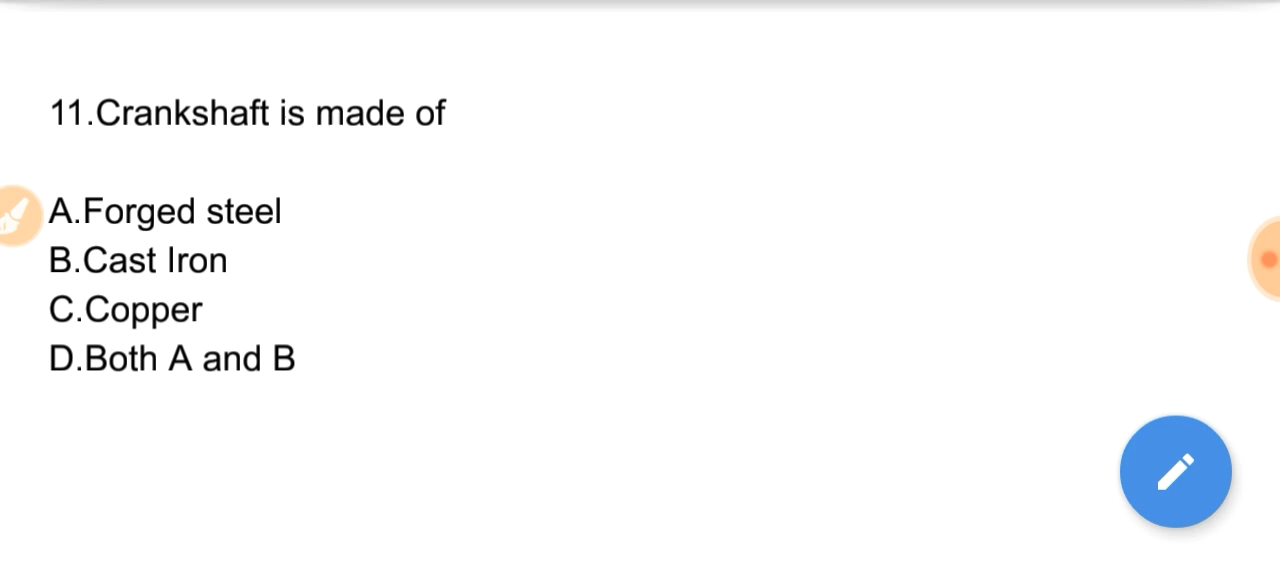 11.Crankshaft is made of
A.Forged steel
B.Cast Iron
C.Copper
D.Both A and B